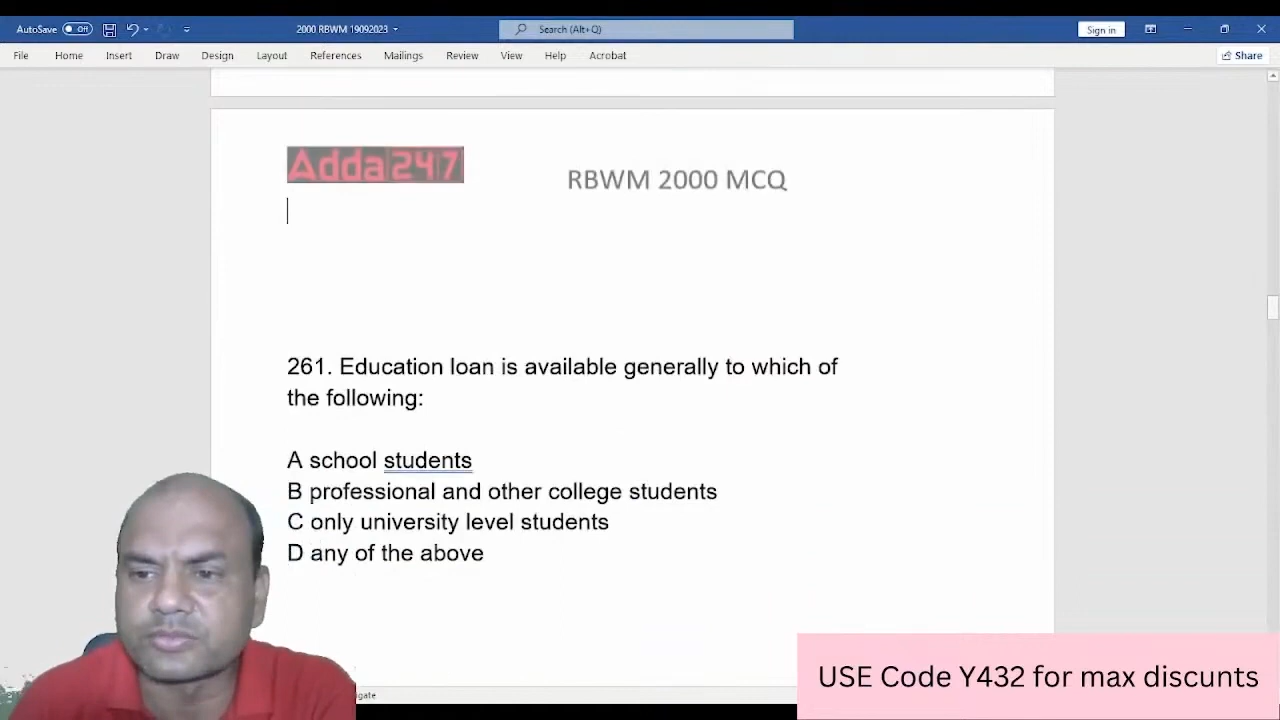 AutoSave Off 2000 RBWM 19092023 Search (Alt+Q) Sign in
File Home Insert Draw Design Layout References Mailings Review View Help Acrobat Share
Adda 247
RBWM 2000 MCQ
261. Education loan is available generally to which of
the following:
A school students
B professional and other college students
C only university level students
D any of the above
USE Code Y432 for max discunts